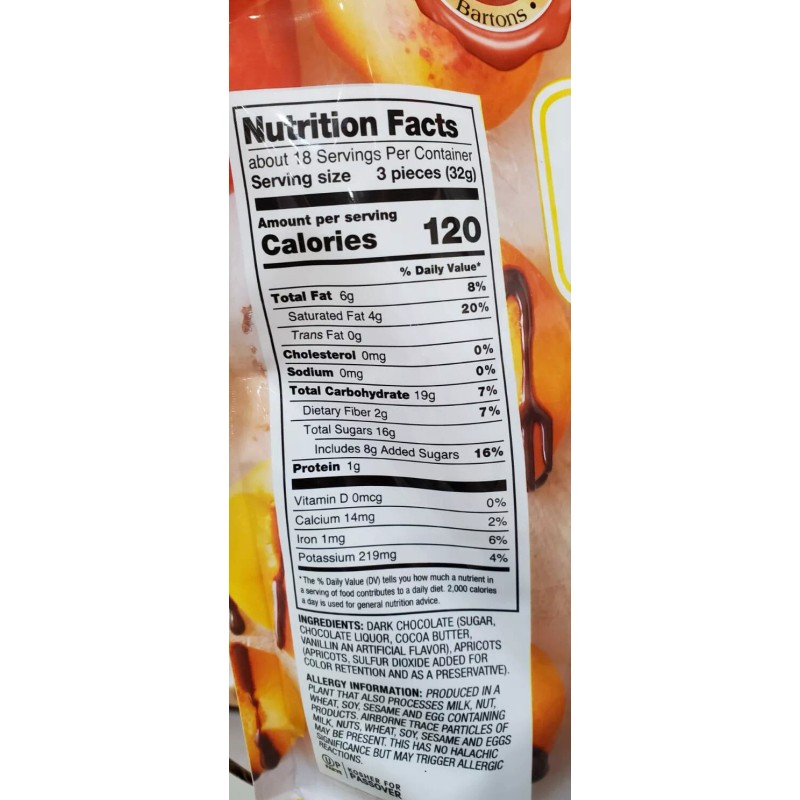 Bartons
Nutrition Facts
about 18 Servings Per Container
Serving size 3 pieces (32g)
Amount per serving
Calories 120
% Daily Value*
Total Fat 6g 8%
Saturated Fat 4g 20%
Trans Fat 0g
Cholesterol 0mg 0%
Sodium 0mg 0%
Total Carbohydrate 19g 7%
Dietary Fiber 2g 7%
Total Sugars 16g
Includes 8g Added Sugars 16%
Protein 1g
Vitamin D 0mcg 0%
Calcium 14mg 2%
Iron 1mg 6%
Potassium 219mg 4%
*The % Daily Value (DV) tells you how much a nutrient in
a serving of food contributes to a daily diet. 2,000 calories
a day is used for general nutrition advice.
INGREDIENTS: DARK CHOCOLATE (SUGAR,
CHOCOLATE LIQUOR, COCOA BUTTER,
VANILLIN AN ARTIFICIAL FLAVOR), APRICOTS
(APRICOTS, SULFUR DIOXIDE ADDED FOR
COLOR RETENTION AND AS A PRESERVATIVE).
ALLERGY INFORMATION: PRODUCED IN A
PLANT THAT ALSO PROCESSES MILK, NUT,
WHEAT, SOY, SESAME AND EGG CONTAINING
PRODUCTS. AIRBORNE TRACE PARTICLES OF
MILK, NUTS, WHEAT, SOY, SESAME AND EGGS
MAY BE PRESENT. THIS HAS NO HALACHIC
SIGNIFICANCE BUT MAY TRIGGER ALLERGIC
REACTIONS.
U P
KOSHER FOR
PASSOVER